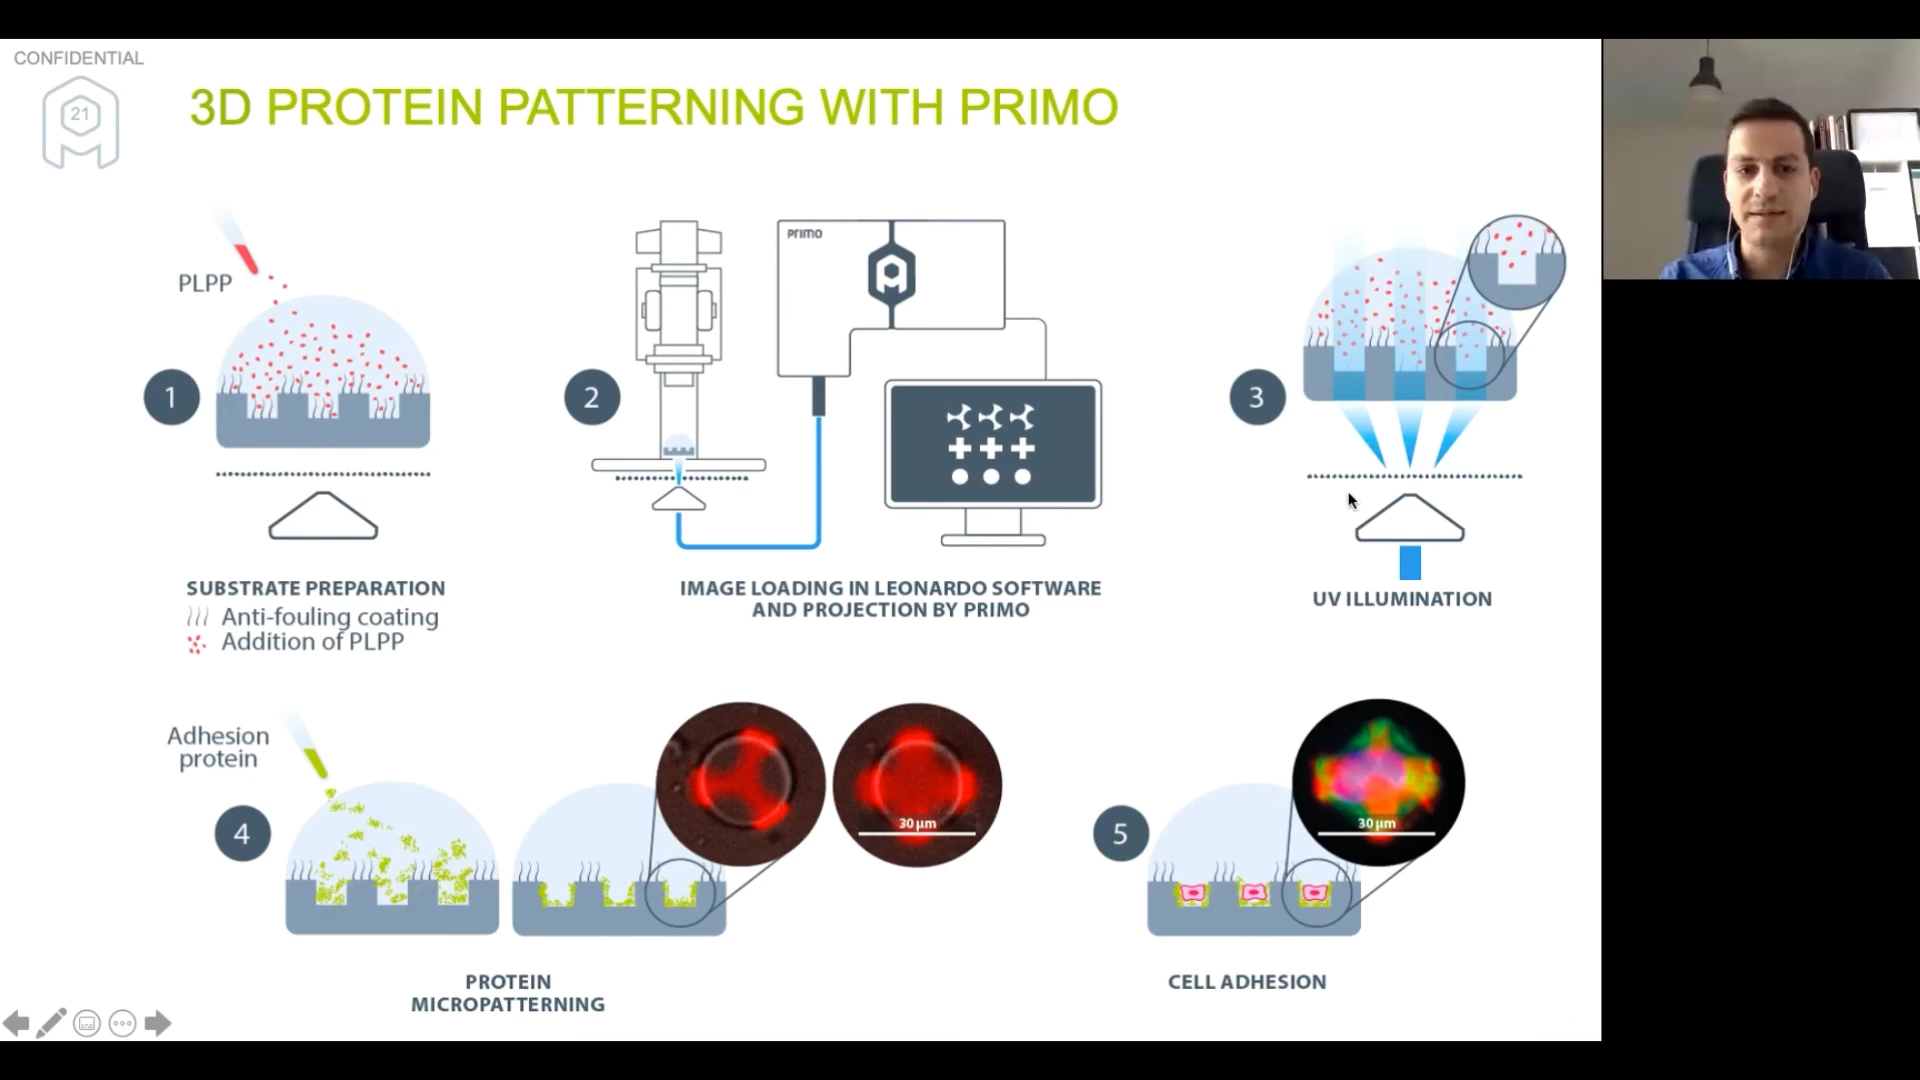 CONFIDENTIAL
21
3D PROTEIN PATTERNING WITH PRIMO
PLPP
1
SUBSTRATE PREPARATION
Anti-fouling coating
Addition of PLPP
2
PRIMO
IMAGE LOADING IN LEONARDO SOFTWARE
AND PROJECTION BY PRIMO
3
UV ILLUMINATION
Adhesion
protein
4
30 µm
PROTEIN
MICROPATTERNING
5
30 µm
CELL ADHESION